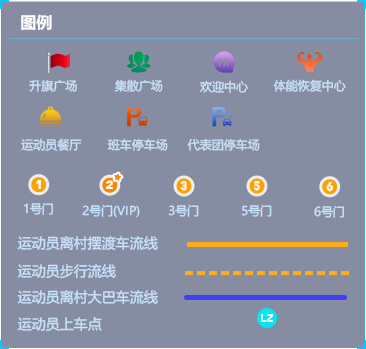 图例
升旗广场 集散广场 欢迎中心 体能恢复中心
P P
运动员餐厅 班车停车场 代表团停车场
1 2 3 5 6
1号门 2号门(VIP) 3号门 5号门 6号门
运动员离村摆渡车流线
运动员步行流线
运动员离村大巴车流线
运动员上车点 LZ